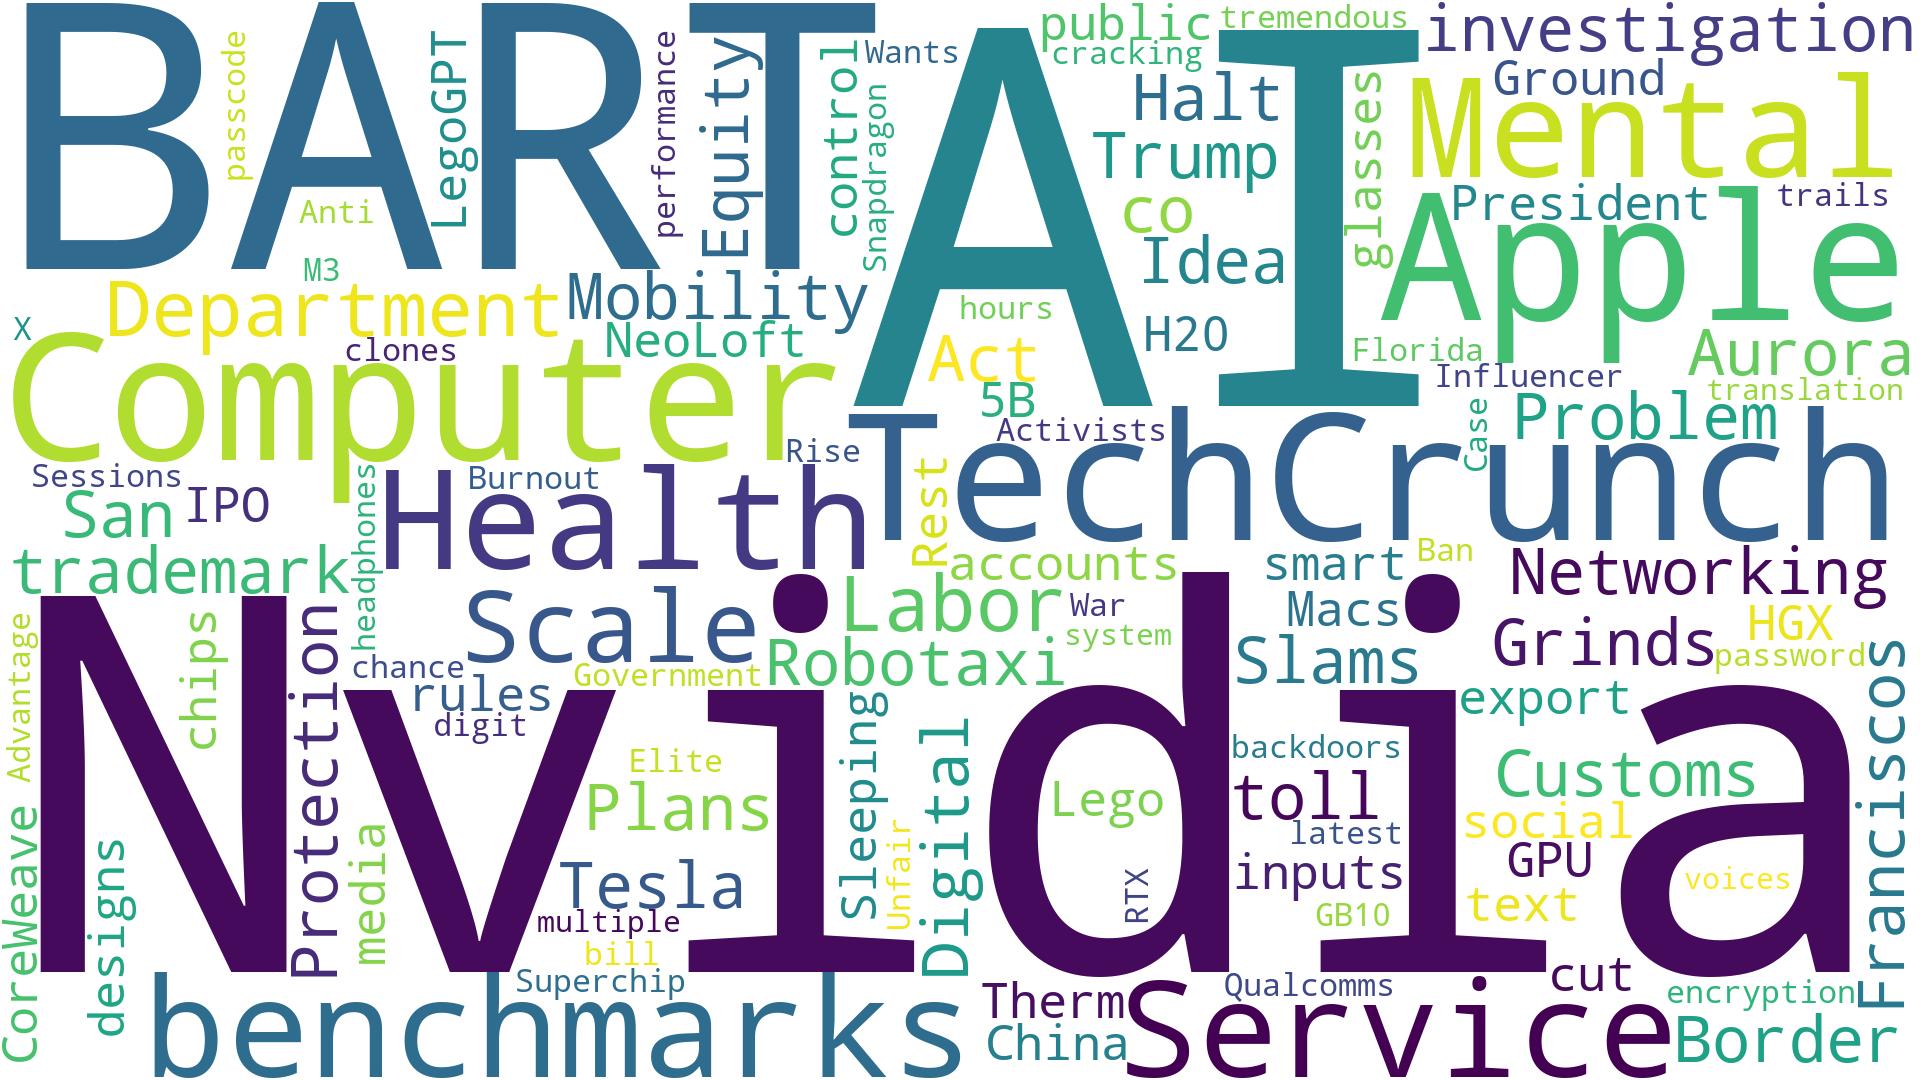 BART
AI
public
tremendous
investigation
cracking
Wants
passcode
LegoGPT
performance
Equity
control
Snapdragon
Halt
Ground
Mental
Trump
glasses
co
President
trails
Apple
Anti
Idea
M3
Department
Mobility
hours
H20
X
clones
NeoLoft
Act
Florida
Aurora
Computer
5B
Influencer
translation
Activists
Case
Problem
TechCrunch
Rise
Sessions
Burnout
Rest
San
IPO
headphones
Health
accounts
smart
Ban
Networking
trademark
Scale
Labor
War
Macs
HGX
system
Advantage
chips
Protection
chance
Government
Robotaxi
Slams
Grinds
password
Nvidia
rules
digit
export
Franciscos
Elite
Sleeping
Digital
backdoors
Customs
Plans
Lego
toll
CoreWeave
designs
media
Unfair
latest
social
Tesla
RTX
inputs
GPU
voices
multiple
GB10
text
bill
Superchip
benchmarks
Therm
Qualcomms
cut
encryption
China
Service
Border